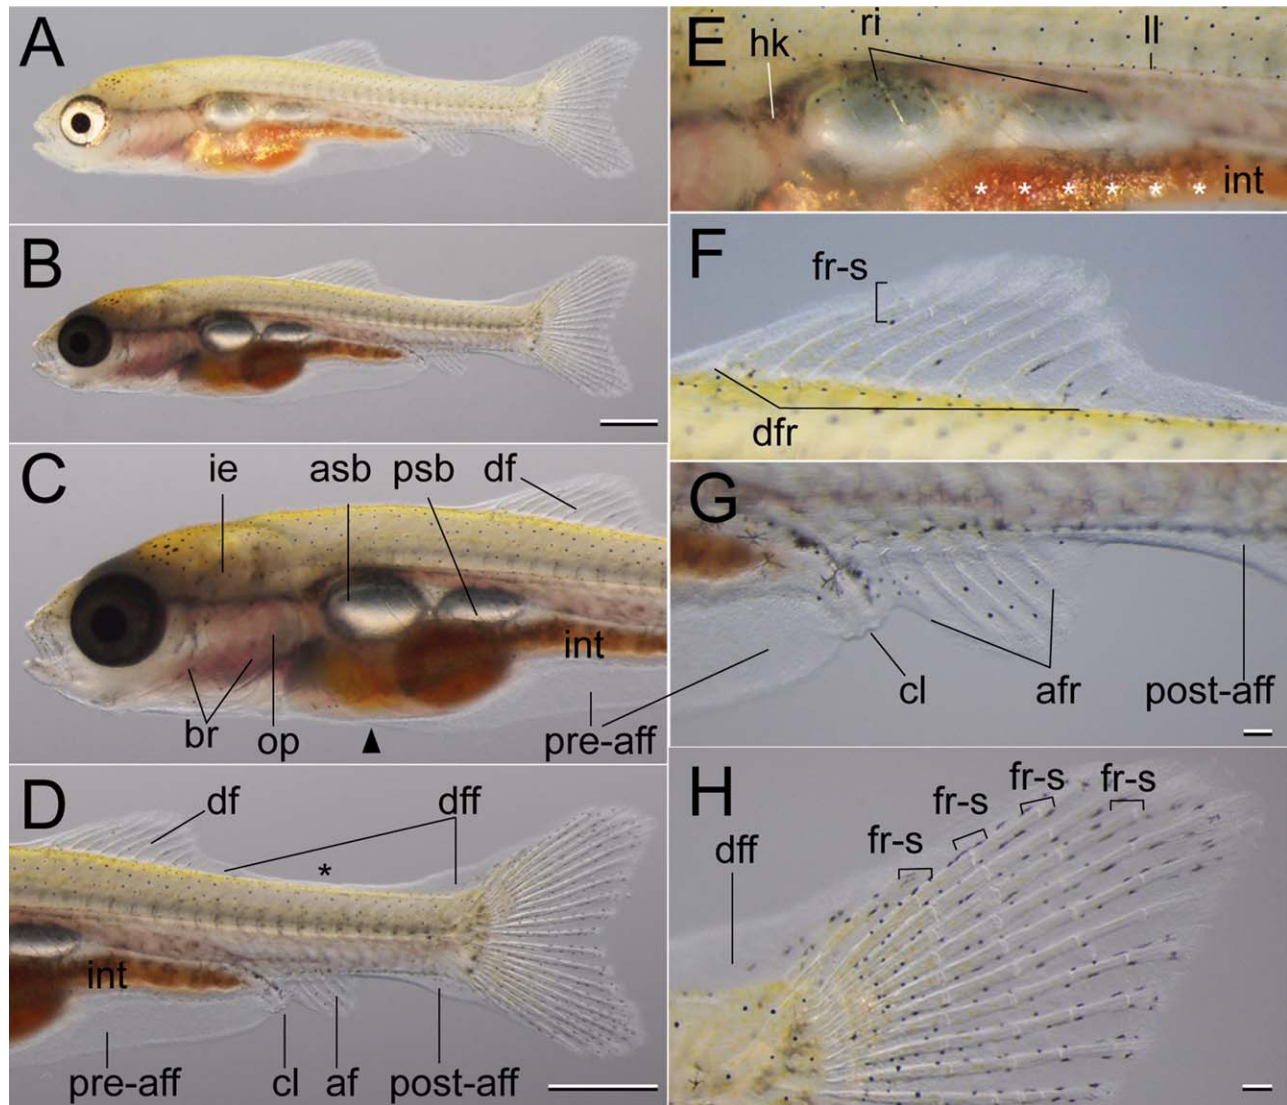 A
B
C
ie asb psb df
int
br op pre-aff
D
df dff
*
int
pre-aff cl af post-aff
E
hk ri ll
* * * * * * int
F
fr-s
dfr
G
cl afr post-aff
H
fr-s fr-s fr-s fr-s
dff